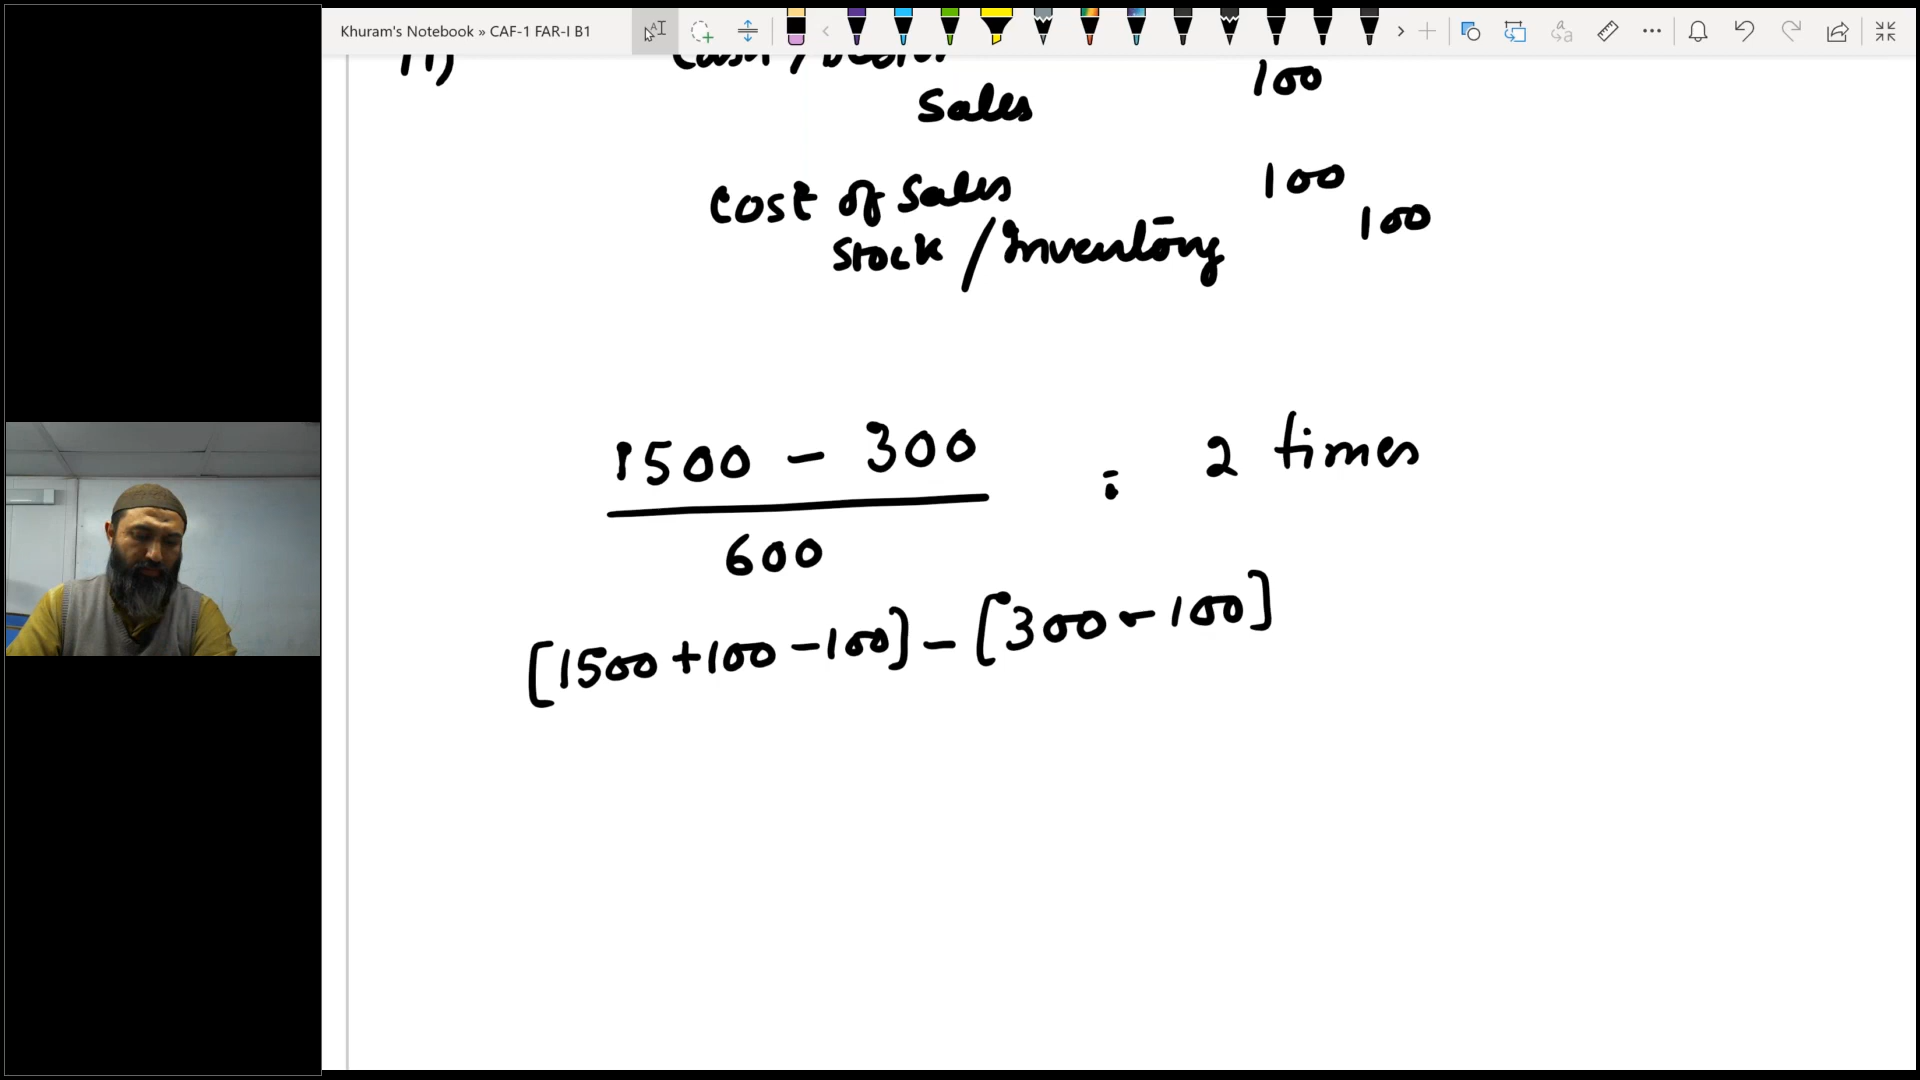 Khuram's Notebook » CAF-1 FAR-I B1
11)
100
Sales
Cost of Sales 100
Stock / Inventory 100
1500 - 300
600
= 2 times
[1500+100-100] - [300-100]